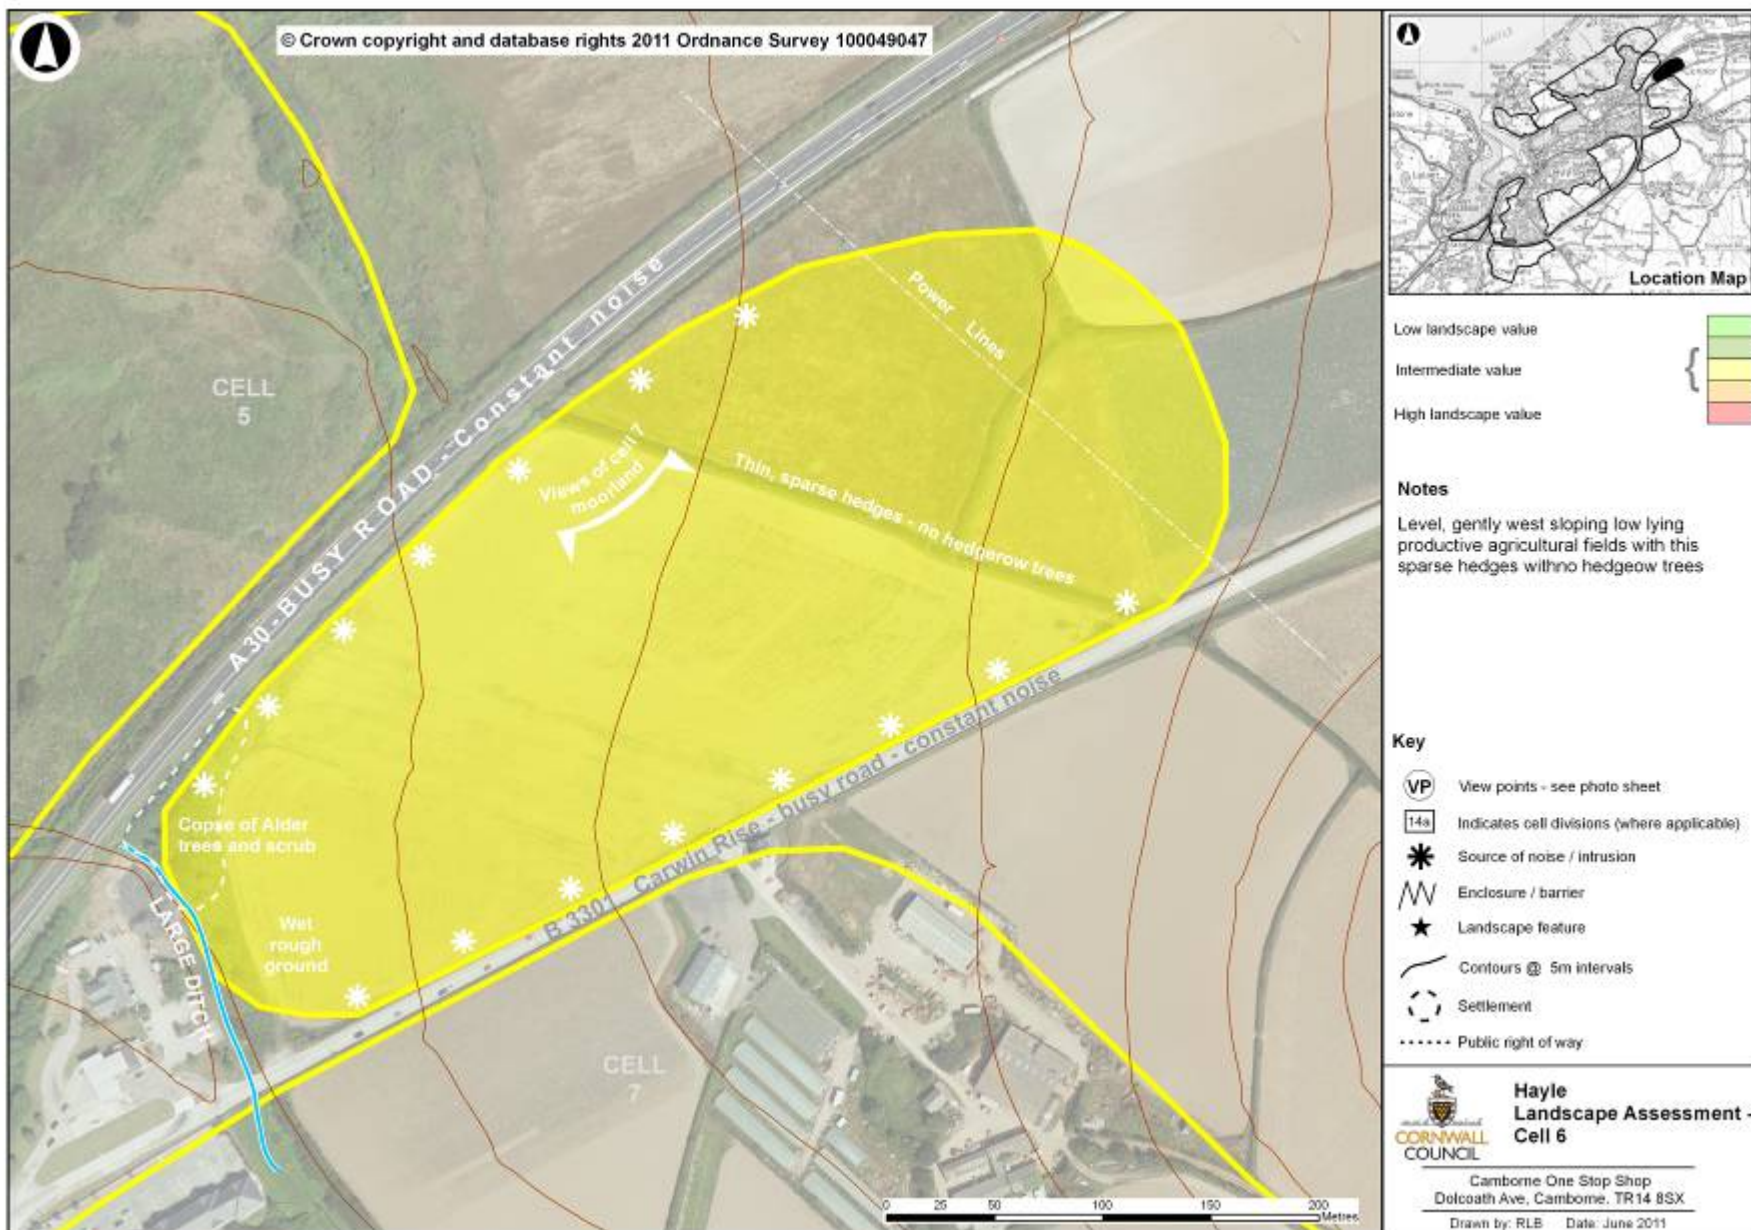 © Crown copyright and database rights 2011 Ordnance Survey 100049047
CELL
5
A 30 - BUSY ROAD - Constant noise
Power Lines
Views of cell 7
moorland
Thin, sparse hedges - no hedgerow trees
Copse of Alder
trees and scrub
Wet
rough
ground
LARGE DITCH
B 3301 Carwin Rise - busy road - constant noise
CELL
7
0 25 50 100 150 200
Metres
Location Map
Low landscape value
Intermediate value
High landscape value
Notes
Level, gently west sloping low lying
productive agricultural fields with this
sparse hedges withno hedgeow trees
Key
VP View points - see photo sheet
14a Indicates cell divisions (where applicable)
Source of noise / intrusion
Enclosure / barrier
Landscape feature
Contours @ 5m intervals
Settlement
Public right of way
CORNWALL
COUNCIL
Hayle
Landscape Assessment -
Cell 6
Camborne One Stop Shop
Dolcoath Ave, Camborne. TR14 8SX
Drawn by: RLB Date: June 2011